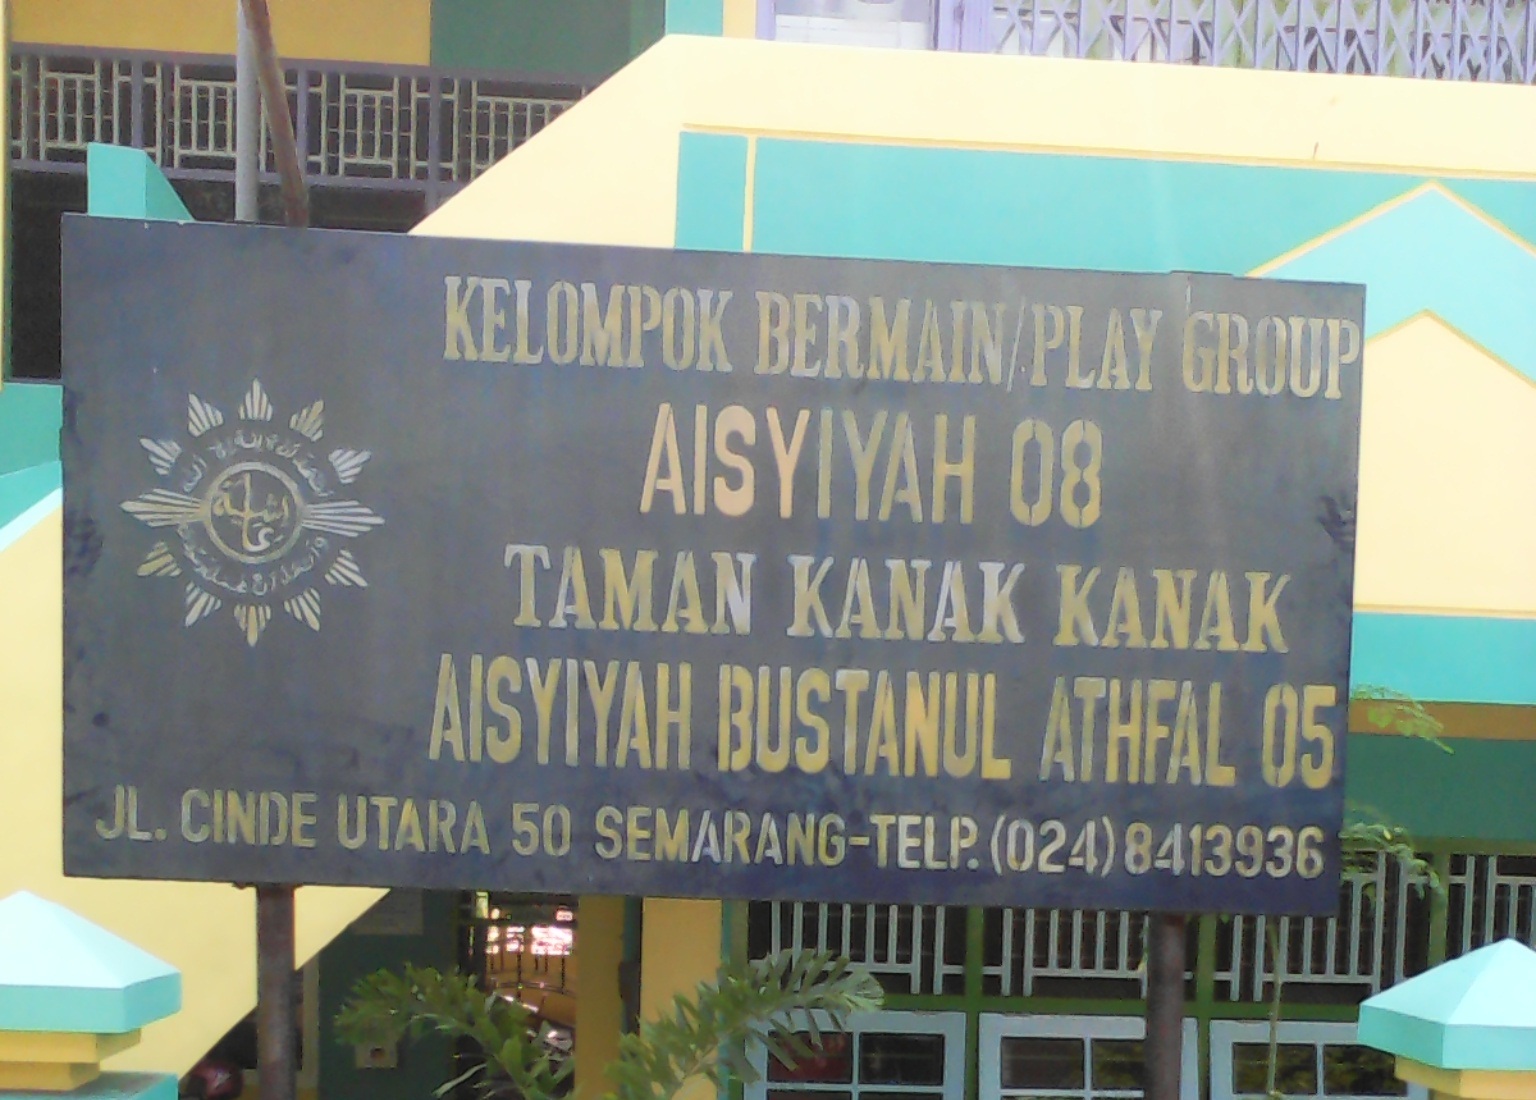 KELOMPOK BERMAIN/PLAY GROUP
AISYIYAH 08
TAMAN KANAK KANAK
AISYIYAH BUSTANUL ATHFAL 05
JL. CINDE UTARA 50 SEMARANG-TELP. (024) 8413936